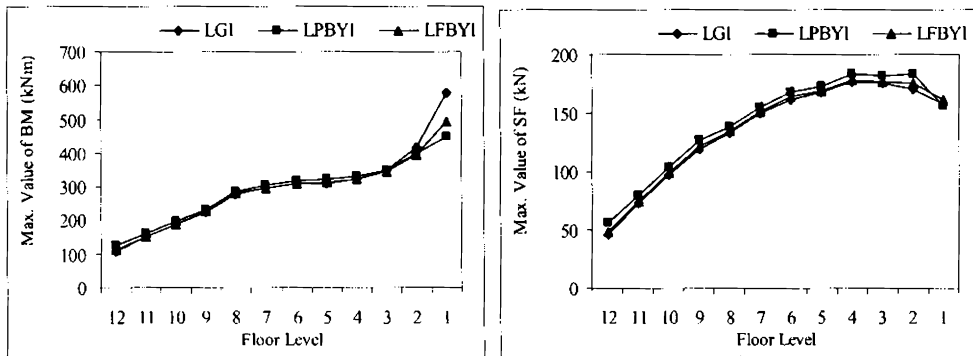 LGI LPBYI LFBYI
Max. Value of BM (kNm)
700
600
500
400
300
200
100
0
12 11 10 9 8 7 6 5 4 3 2 1
Floor Level
LGI LPBYI LFBYI
Max. Value of SF (kN)
200
150
100
50
0
12 11 10 9 8 7 6 5 4 3 2 1
Floor Level